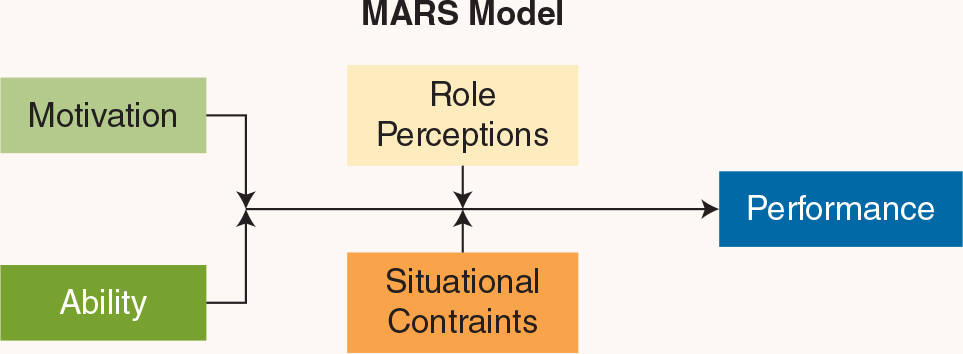 MARS Model
Motivation
Role
Perceptions
Performance
Ability
Situational
Contraints